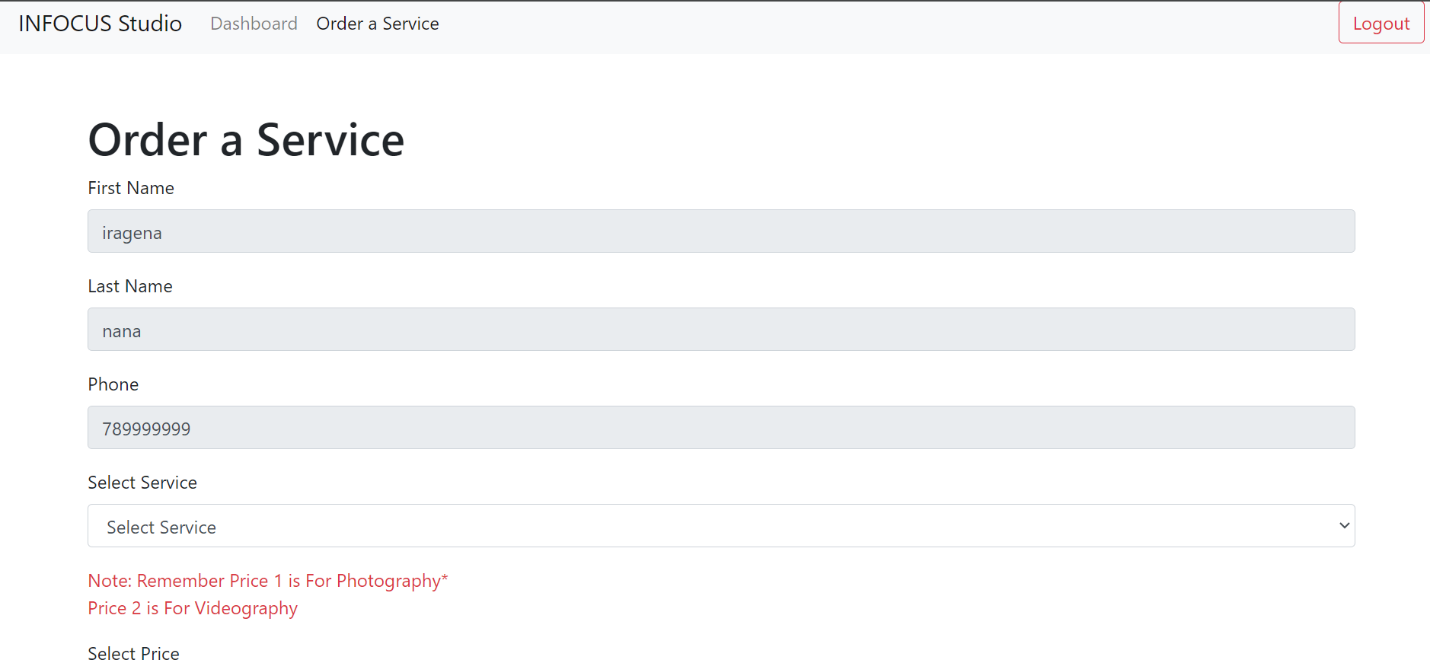 INFOCUS Studio Dashboard Order a Service Logout
Order a Service
First Name
iragena
Last Name
nana
Phone
789999999
Select Service
Select Service
Note: Remember Price 1 is For Photography*
Price 2 is For Videography
Select Price